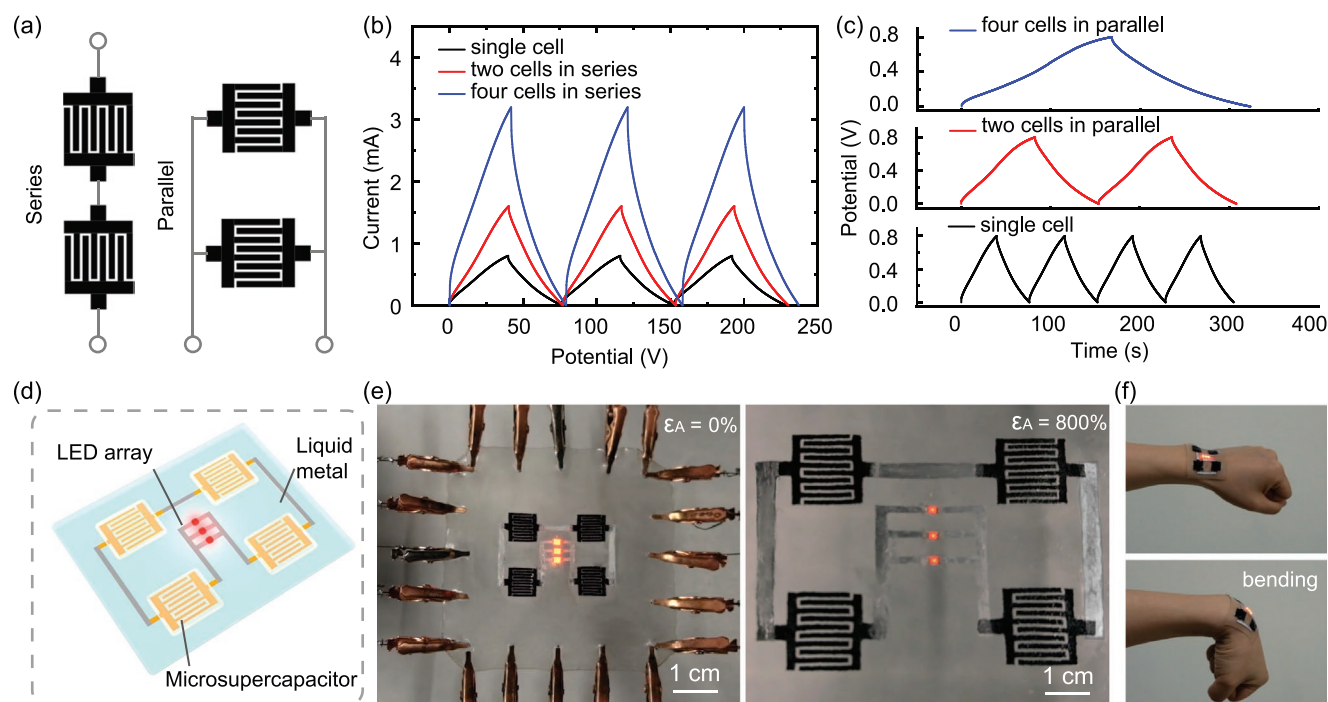 (a)
Series
Parallel
(b)
single cell
two cells in series
four cells in series
Current (mA)
4
3
2
1
0
0
50
100
150
200
250
Potential (V)
(c)
four cells in parallel
0.8
0.4
0.0
two cells in parallel
0.8
0.4
0.0
single cell
0.8
0.4
0.0
Potential (V)
0
100
200
300
400
Time (s)
(d)
LED array
Liquid
metal
Microsupercapacitor
(e)
εA = 0%
1 cm
εA = 800%
1 cm
(f)
bending